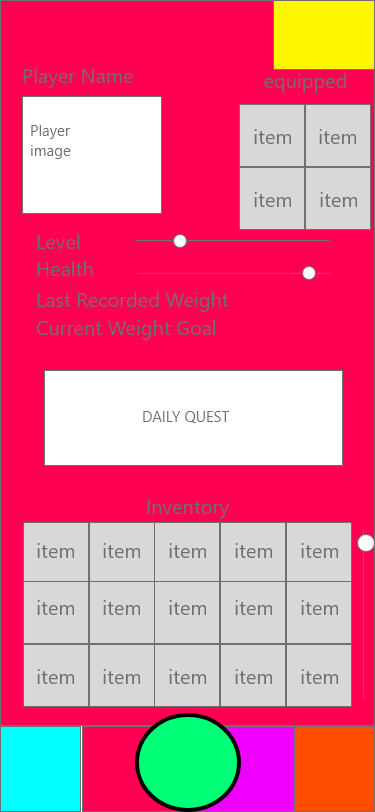 Player Name
equipped
Player
image
item item
item item
Level
Health
Last Recorded Weight
Current Weight Goal
DAILY QUEST
Inventory
item item item item item
item item item item item
item item item item item